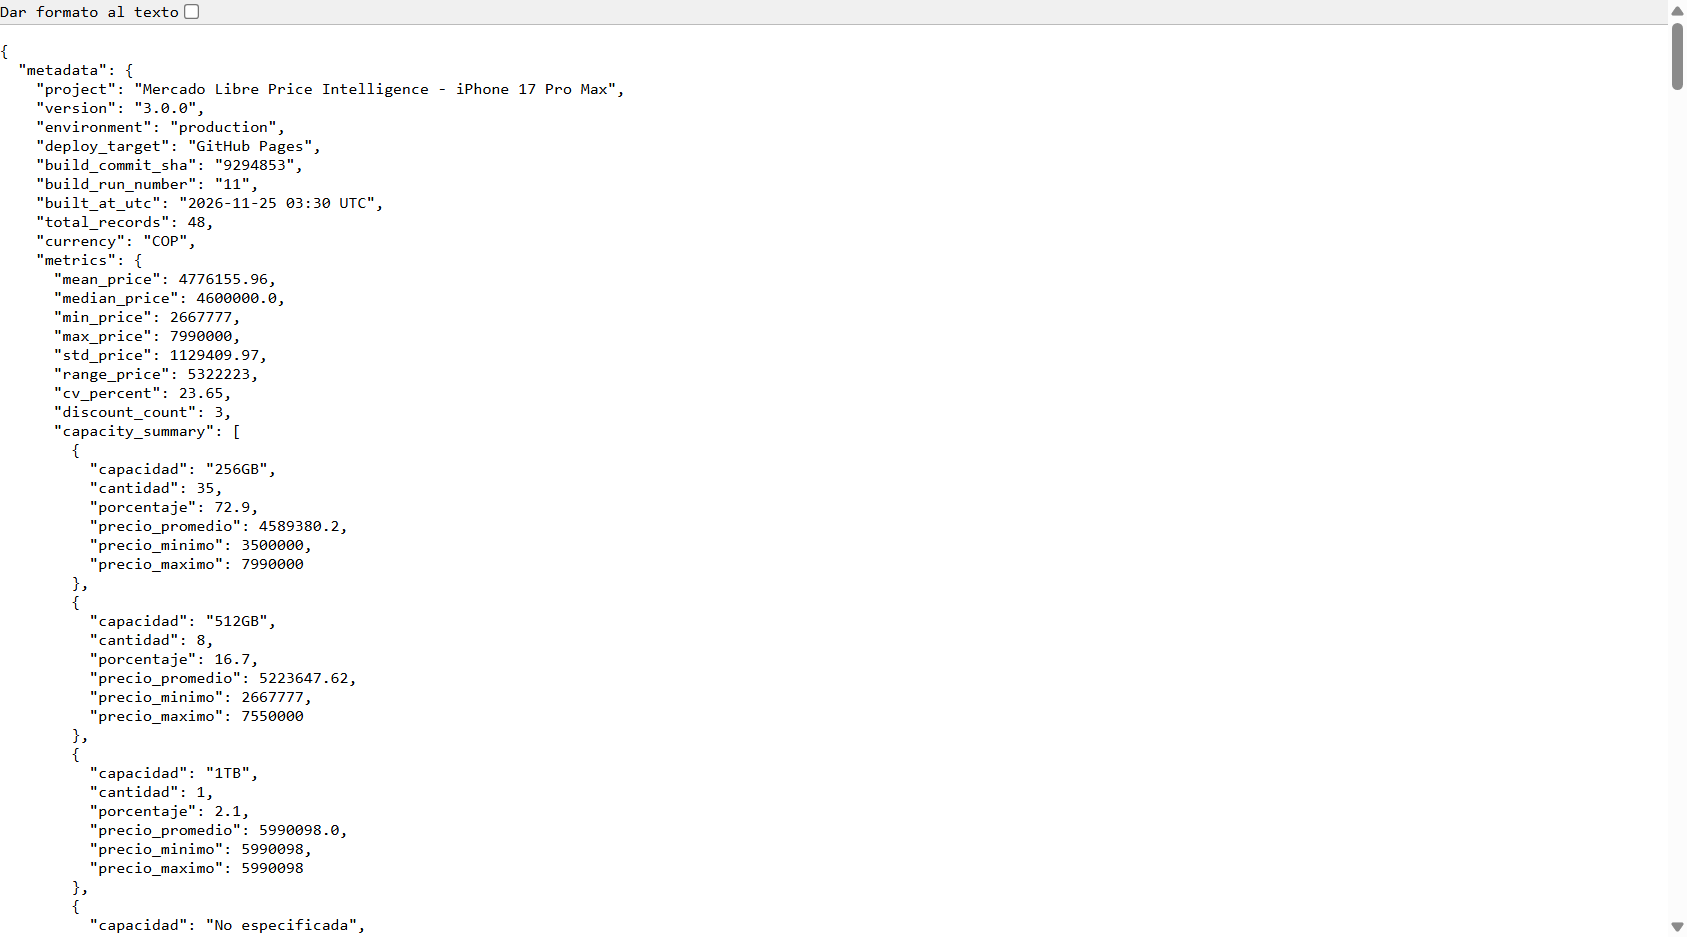 Dar formato al texto
{
  "metadata": {
    "project": "Mercado Libre Price Intelligence - iPhone 17 Pro Max",
    "version": "3.0.0",
    "environment": "production",
    "deploy_target": "GitHub Pages",
    "build_commit_sha": "9294853",
    "build_run_number": "11",
    "built_at_utc": "2026-11-25 03:30 UTC",
    "total_records": 48,
    "currency": "COP",
    "metrics": {
      "mean_price": 4776155.96,
      "median_price": 4600000.0,
      "min_price": 2667777,
      "max_price": 7990000,
      "std_price": 1129409.97,
      "range_price": 5322223,
      "cv_percent": 23.65,
      "discount_count": 3,
      "capacity_summary": [
        {
          "capacidad": "256GB",
          "cantidad": 35,
          "porcentaje": 72.9,
          "precio_promedio": 4589380.2,
          "precio_minimo": 3500000,
          "precio_maximo": 7990000
        },
        {
          "capacidad": "512GB",
          "cantidad": 8,
          "porcentaje": 16.7,
          "precio_promedio": 5223647.62,
          "precio_minimo": 2667777,
          "precio_maximo": 7550000
        },
        {
          "capacidad": "1TB",
          "cantidad": 1,
          "porcentaje": 2.1,
          "precio_promedio": 5990098.0,
          "precio_minimo": 5990098,
          "precio_maximo": 5990098
        },
        {
          "capacidad": "No especificada",